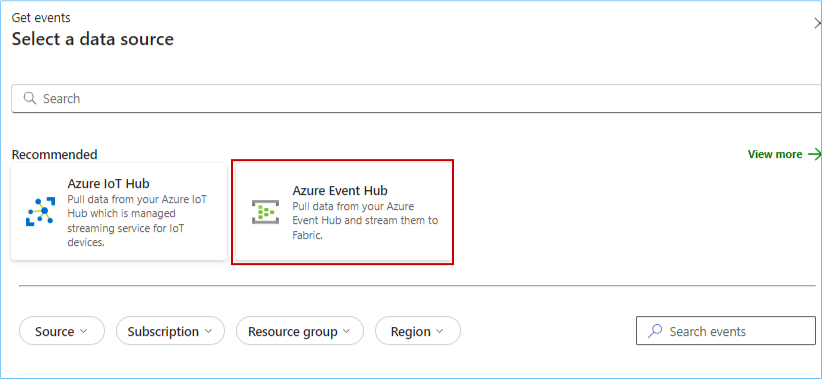 Get events
Select a data source
Search
Recommended
View more
Azure IoT Hub
Pull data from your Azure IoT
Hub which is managed
streaming service for IoT
devices.
Azure Event Hub
Pull data from your Azure
Event Hub and stream them to
Fabric.
Source
Subscription
Resource group
Region
Search events